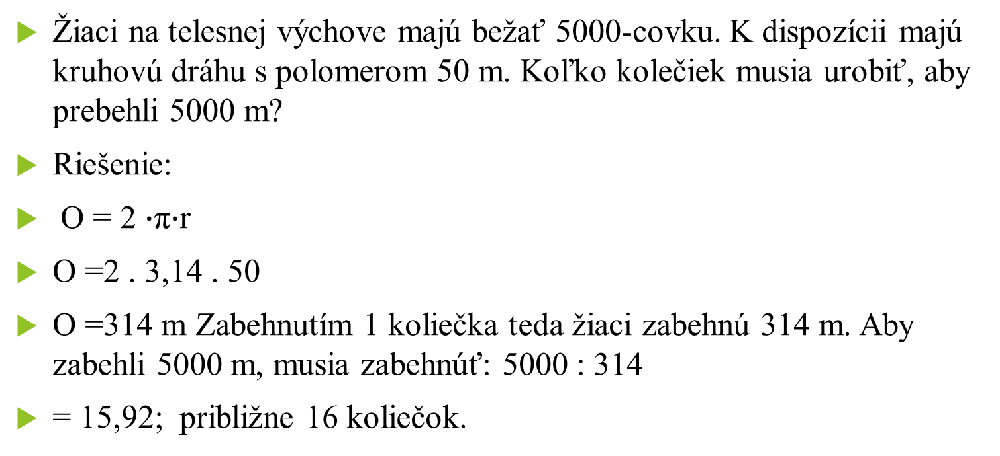 Žiaci na telesnej výchove majú bežať 5000-covku. K dispozícii majú
kruhovú dráhu s polomerom 50 m. Koľko kolečiek musia urobiť, aby
prebehli 5000 m?
Riešenie:
O = 2 ·π·r
O =2 . 3,14 . 50
O =314 m Zabehnutím 1 koliečka teda žiaci zabehnú 314 m. Aby
zabehli 5000 m, musia zabehnúť: 5000 : 314
= 15,92; približne 16 koliečok.